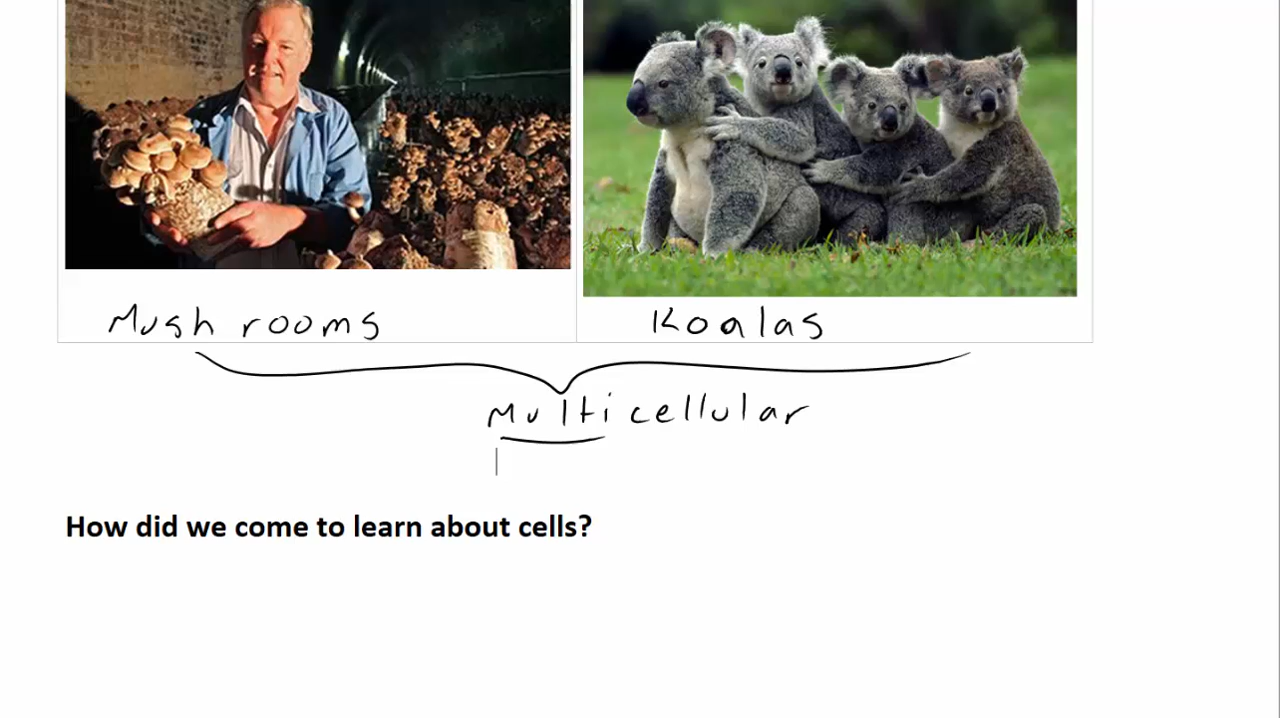 Mushrooms
Koalas
Multicellular
How did we come to learn about cells?